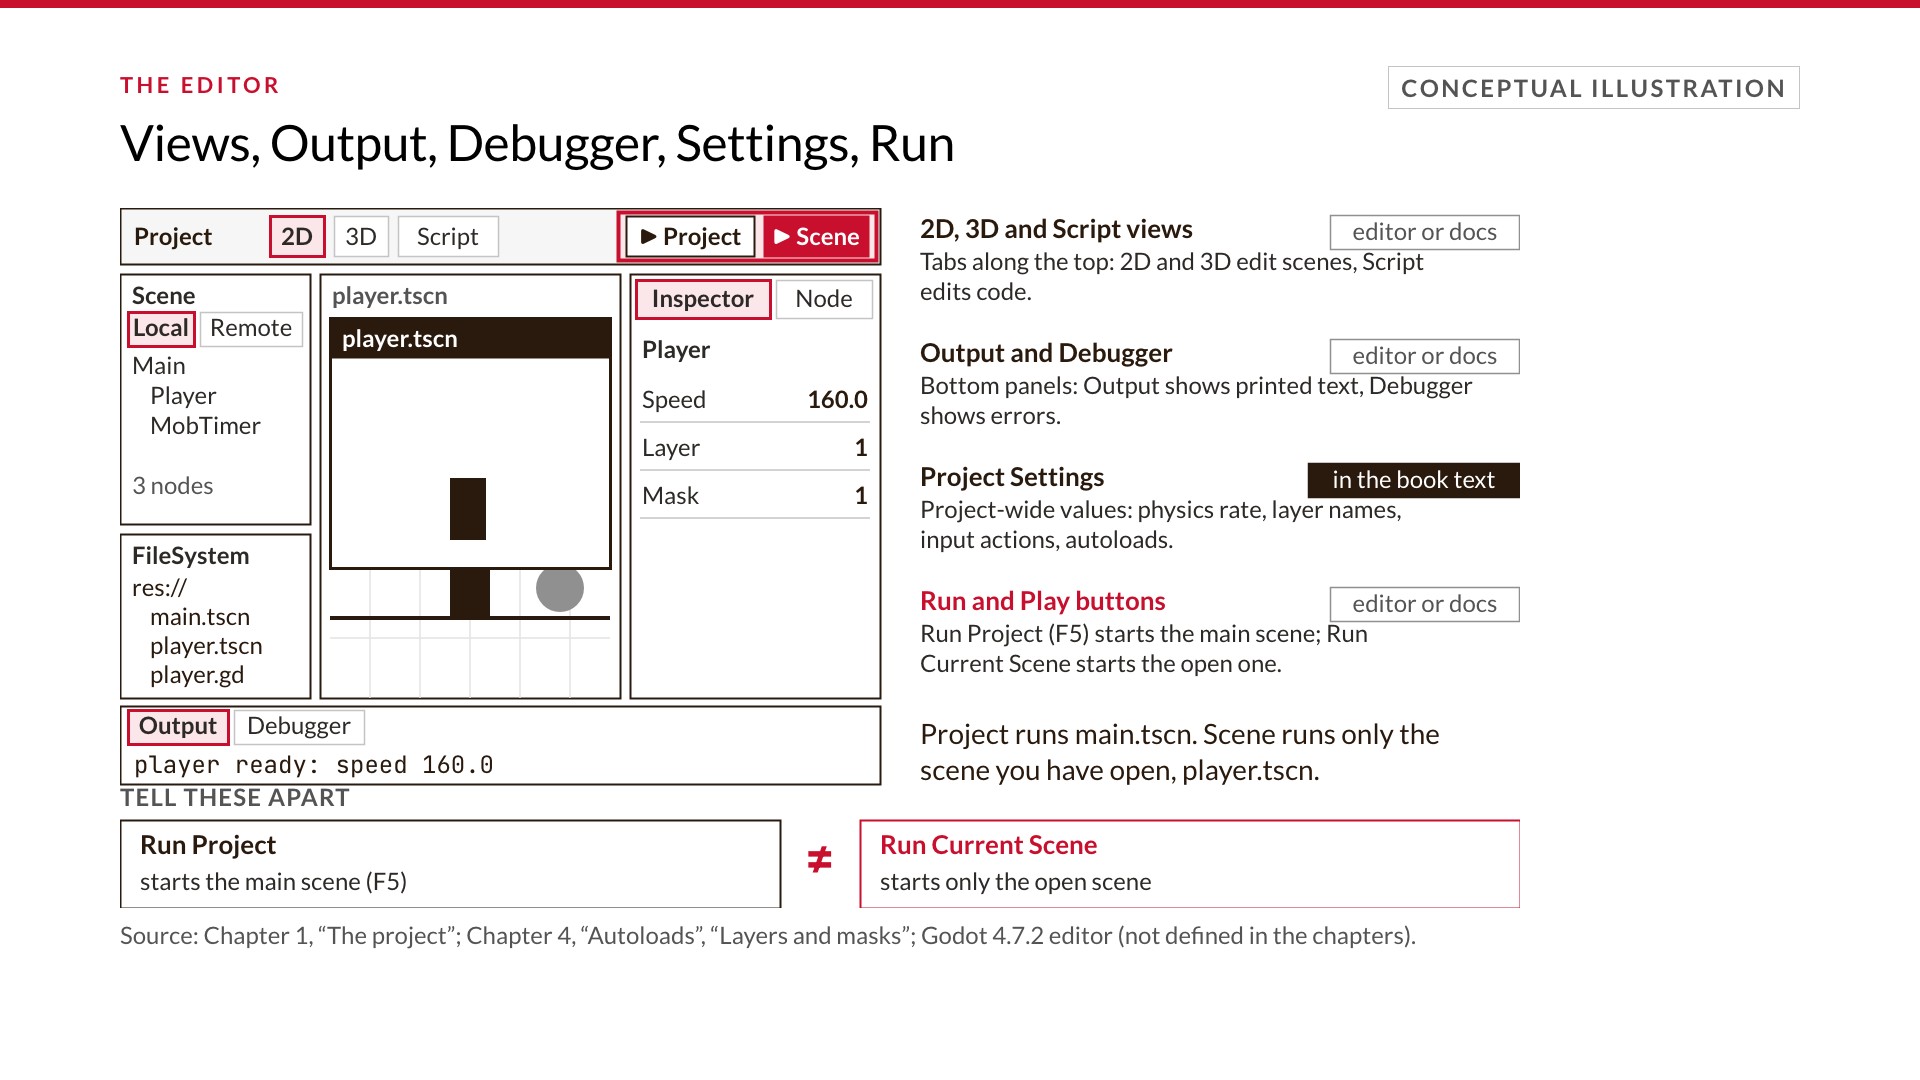 THE EDITOR
CONCEPTUAL ILLUSTRATION
Views, Output, Debugger, Settings, Run
Project
2D
3D
Script
Project
Scene
Scene
Local
Remote
Main
Player
MobTimer
3 nodes
FileSystem
res://
main.tscn
player.tscn
player.gd
player.tscn
player.tscn
Inspector
Node
Player
Speed 160.0
Layer 1
Mask 1
Output
Debugger
player ready: speed 160.0
2D, 3D and Script views
editor or docs
Tabs along the top: 2D and 3D edit scenes, Script
edits code.
Output and Debugger
editor or docs
Bottom panels: Output shows printed text, Debugger
shows errors.
Project Settings
in the book text
Project-wide values: physics rate, layer names,
input actions, autoloads.
Run and Play buttons
editor or docs
Run Project (F5) starts the main scene; Run
Current Scene starts the open one.
Project runs main.tscn. Scene runs only the
scene you have open, player.tscn.
TELL THESE APART
Run Project
starts the main scene (F5)
≠
Run Current Scene
starts only the open scene
Source: Chapter 1, “The project”; Chapter 4, “Autoloads”, “Layers and masks”; Godot 4.7.2 editor (not defined in the chapters).